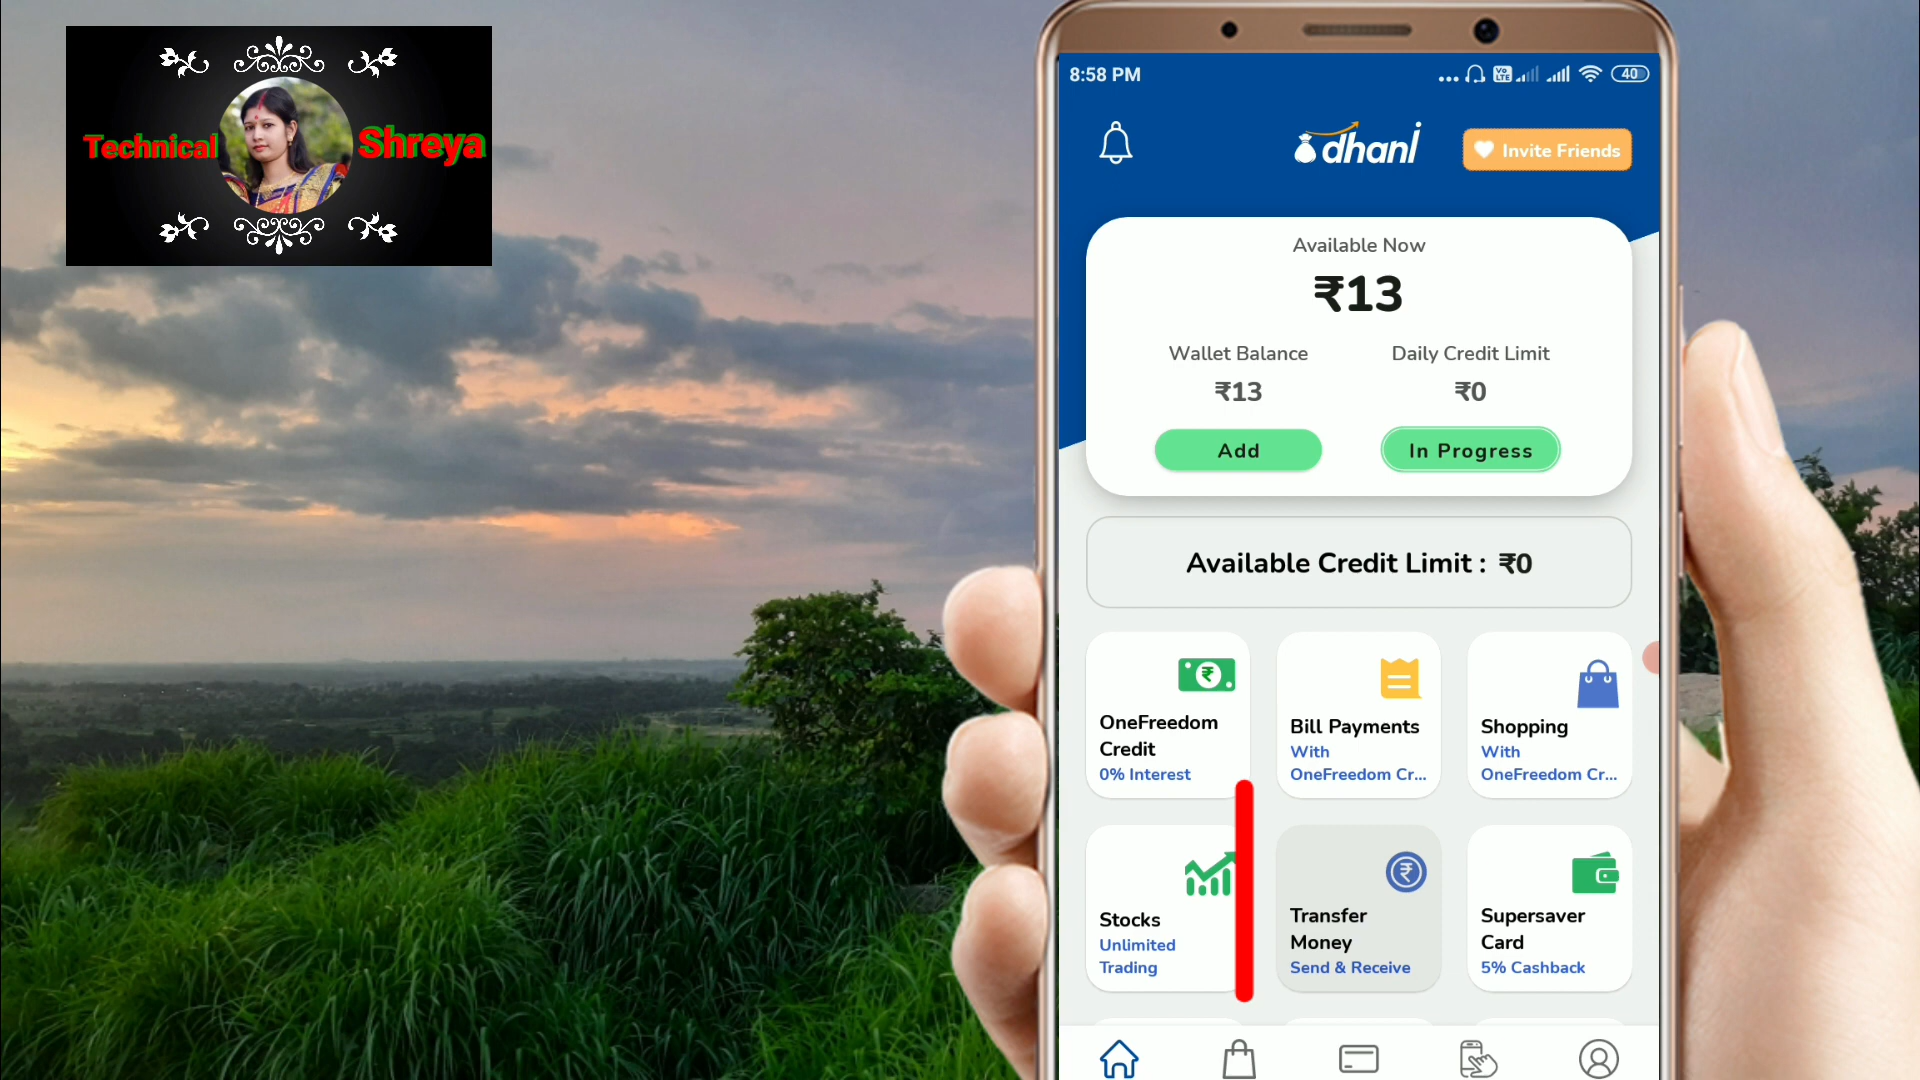 Technical Shreya
8:58 PM
Vo LTE
40
dhani
Invite Friends
Available Now
₹13
Wallet Balance
Daily Credit Limit
₹13
₹0
Add
In Progress
Available Credit Limit : ₹0
OneFreedom
Credit
0% Interest
Bill Payments
With
OneFreedom Cr...
Shopping
With
OneFreedom Cr...
Stocks
Unlimited
Trading
Transfer
Money
Send & Receive
Supersaver
Card
5% Cashback